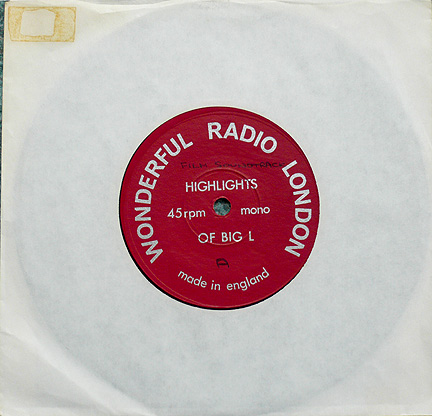 WONDERFUL RADIO LONDON
HIGHLIGHTS
45rpm mono
OF BIG L
made in england